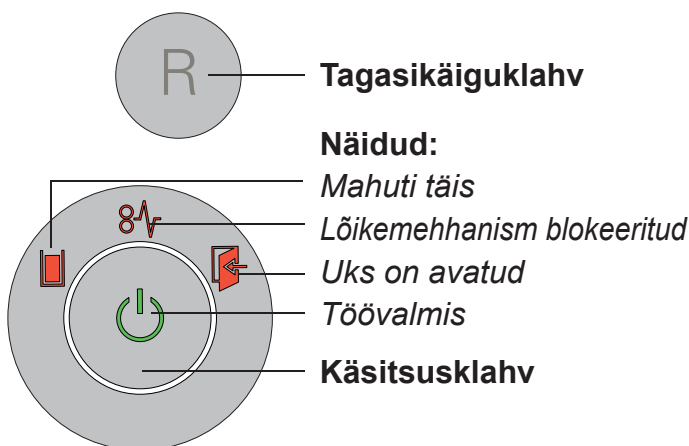 R
Tagasikäiguklahv
Näidud:
Mahuti täis
Lõikemehhanism blokeeritud
Uks on avatud
Töövalmis
Käsitsusklahv